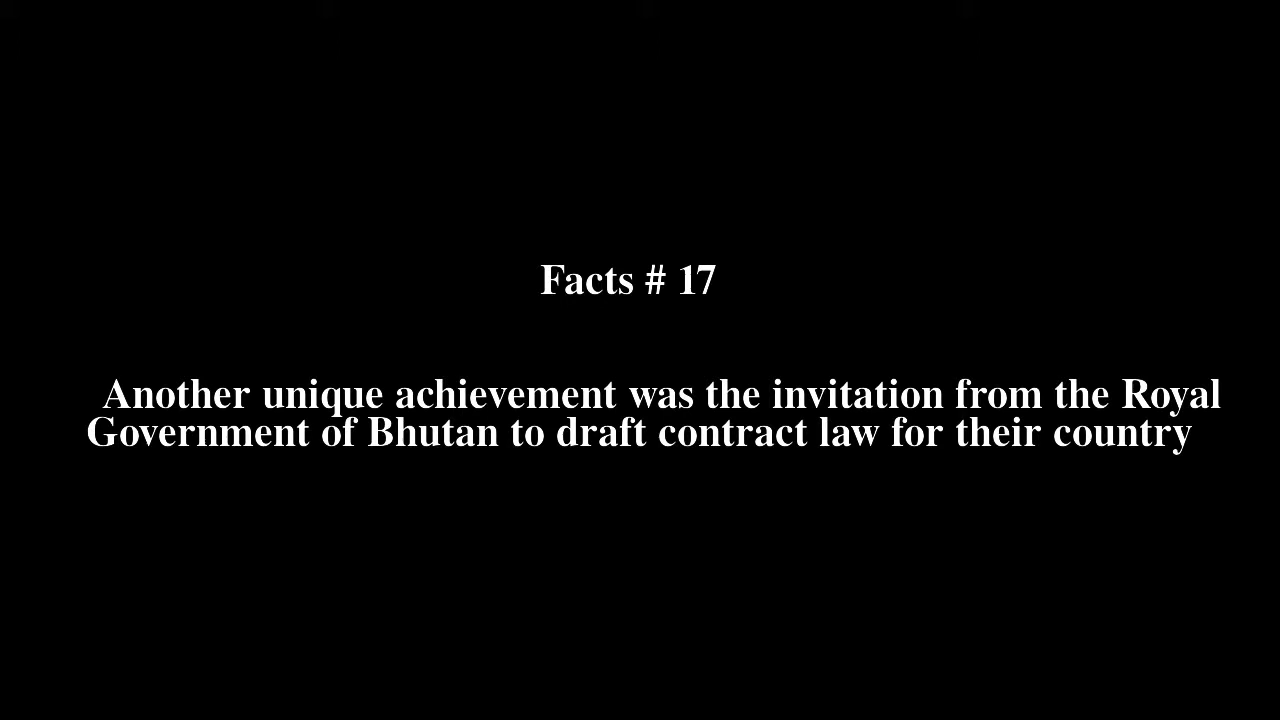 Facts # 17
Another unique achievement was the invitation from the Royal
Government of Bhutan to draft contract law for their country